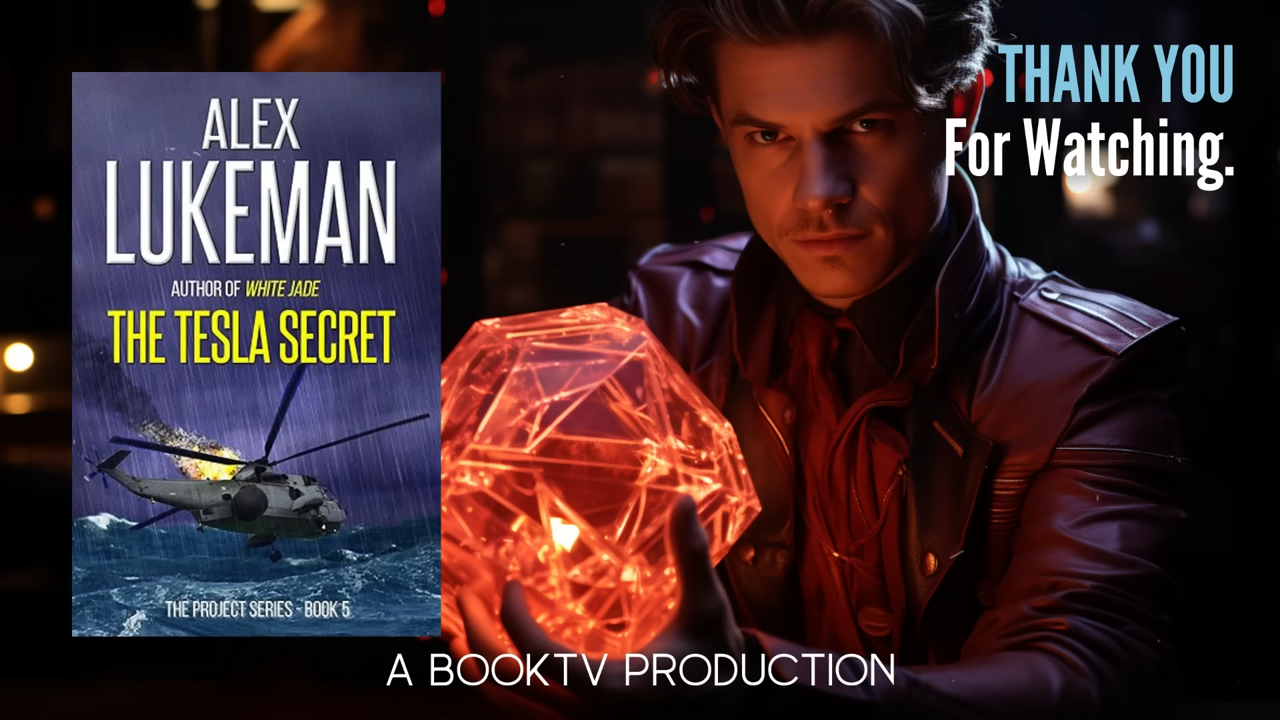 ALEX
LUKEMAN
AUTHOR OF WHITE JADE
THE TESLA SECRET
THE PROJECT SERIES - BOOK 5
THANK YOU
For Watching.
A BOOKTV PRODUCTION